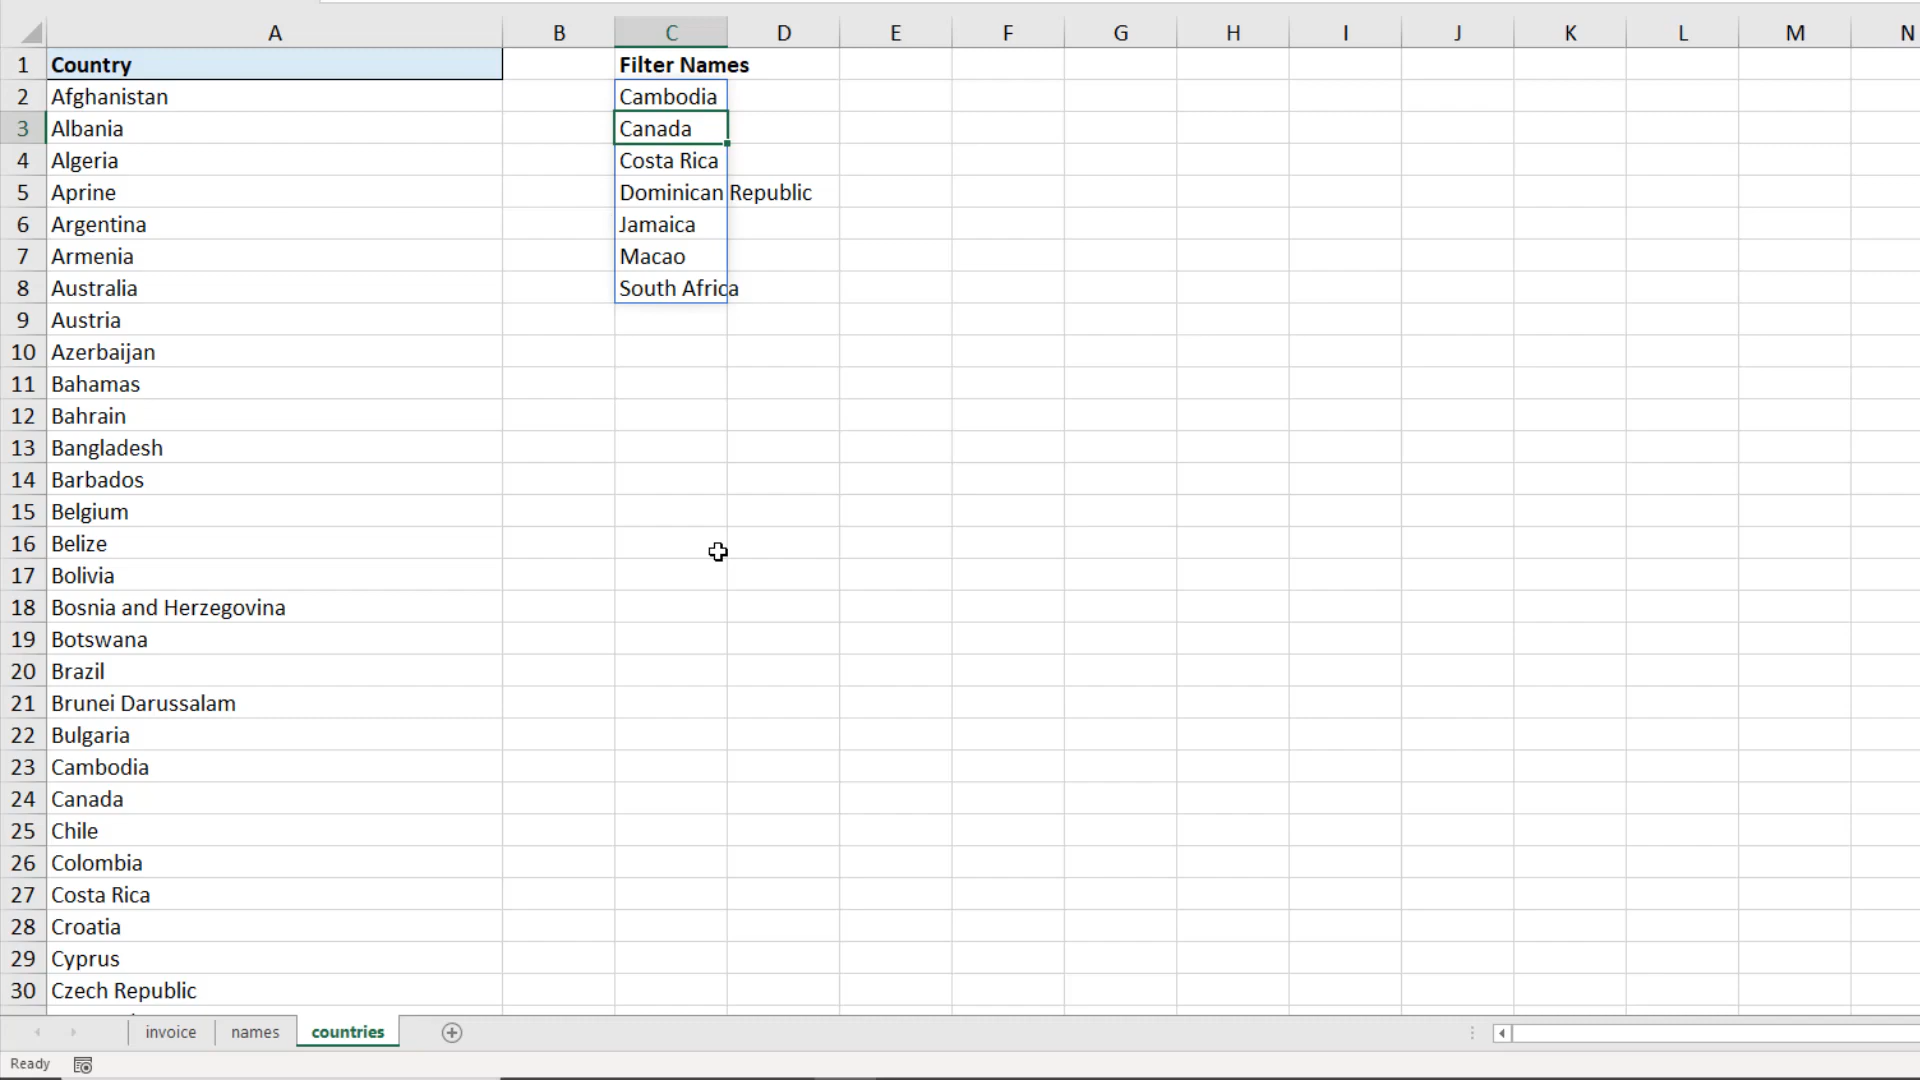 A B C D E F G H I J K L M N
1 Country Filter Names
2 Afghanistan Cambodia
3 Albania Canada
4 Algeria Costa Rica
5 Aprine Dominican Republic
6 Argentina Jamaica
7 Armenia Macao
8 Australia South Africa
9 Austria
10 Azerbaijan
11 Bahamas
12 Bahrain
13 Bangladesh
14 Barbados
15 Belgium
16 Belize
17 Bolivia
18 Bosnia and Herzegovina
19 Botswana
20 Brazil
21 Brunei Darussalam
22 Bulgaria
23 Cambodia
24 Canada
25 Chile
26 Colombia
27 Costa Rica
28 Croatia
29 Cyprus
30 Czech Republic
invoice names countries
Ready